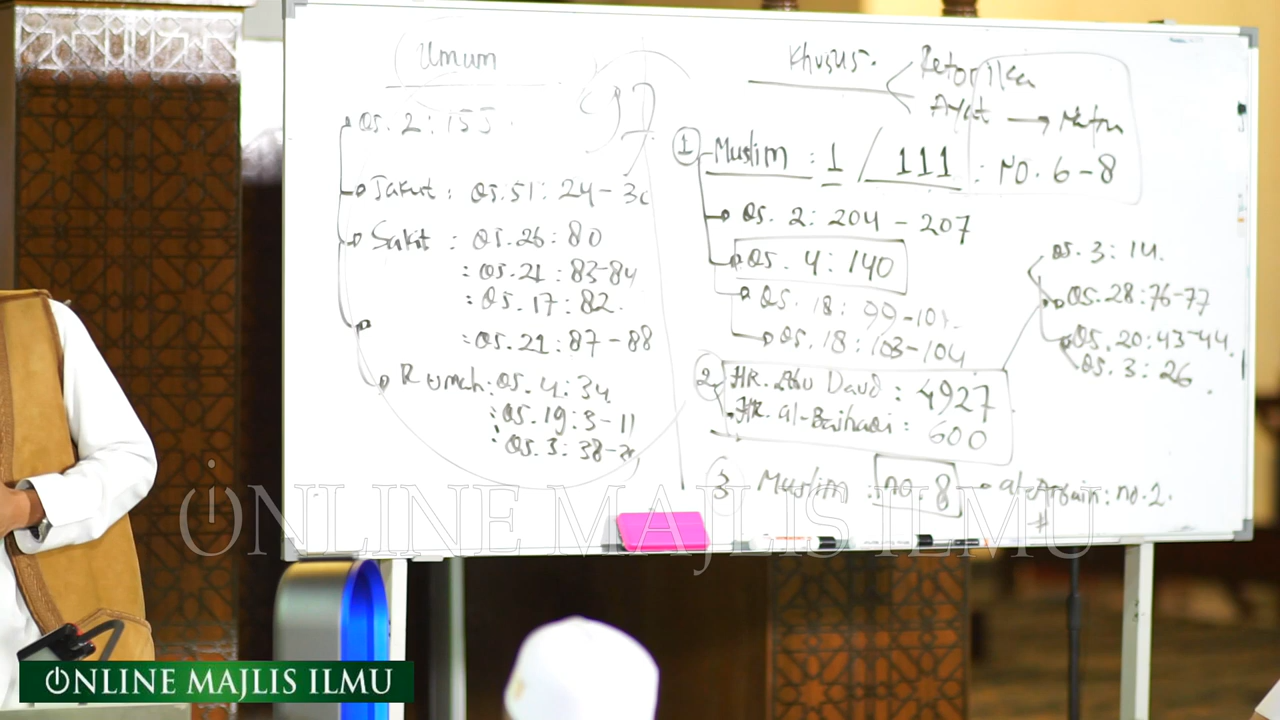 Umum
Qs. 2: 155
Takut: Qs. 51: 24-30
Sakit: Qs. 26: 80
: Qs. 21: 83-84
: Qs. 17: 82.
: Qs. 21: 87-88
Rumah: Qs. 4: 34
: Qs. 19: 3-11
: Qs. 3: 38-
Khusus.
Retorika
Ayat →
① Muslim : 1 / 111 : no. 6-8
Qs. 2: 204-207
Qs. 4: 140
Qs. 18: 99-101.
Qs. 18: 103-104
Qs. 3: 14.
Qs. 28: 76-77
Qs. 20: 43-44.
Qs. 3: 26
② HR. Abu Daud: 4927
HR. al-Baihaqi: 600
③ Muslim : no. 8 → al-Arbain: no. 2.
ONLINE MAJLIS ILMU
ONLINE MAJLIS ILMU